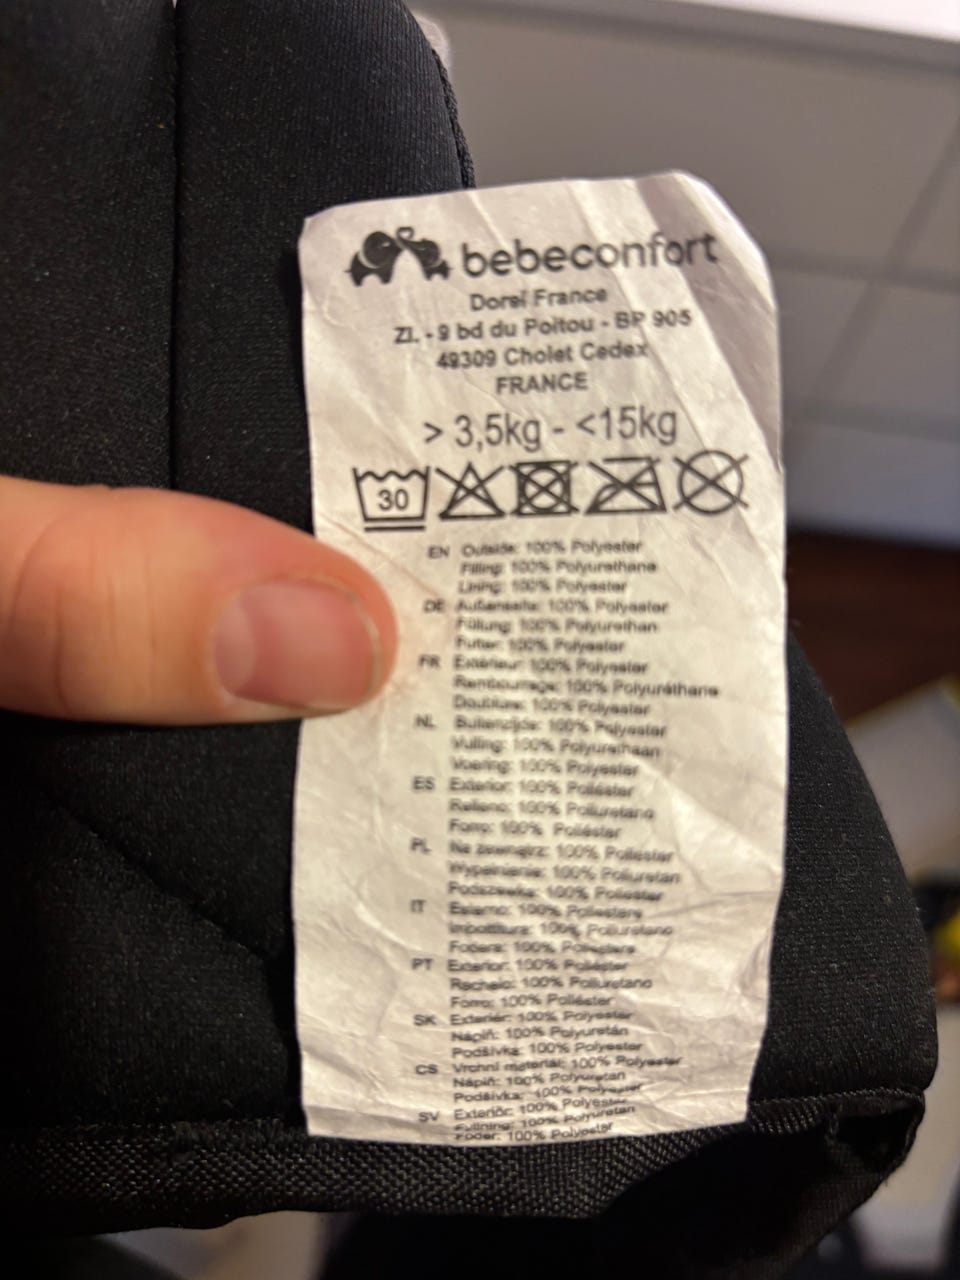 bebeconfort
Dorel France
Z.I. - 9 bd du Poitou - BP 905
49309 Cholet Cedex
FRANCE
> 3,5kg - <15kg
30
EN Outside: 100% Polyester
Filling: 100% Polyurethane
Lining: 100% Polyester
DE Außenseite: 100% Polyester
Füllung: 100% Polyurethan
Futter: 100% Polyester
FR Extérieur: 100% Polyester
Rembourrage: 100% Polyuréthane
Doublure: 100% Polyester
NL Buitenzijde: 100% Polyester
Vulling: 100% Polyurethaan
Voering: 100% Polyester
ES Exterior: 100% Poliéster
Relleno: 100% Poliuretano
Forro: 100% Poliéster
PL Na zewnątrz: 100% Poliester
Wypełnienie: 100% Poliuretan
Podszewka: 100% Poliester
IT Esterno: 100% Poliestere
Imbottitura: 100% Poliuretano
Fodera: 100% Poliestere
PT Exterior: 100% Poliéster
Recheio: 100% Poliuretano
Forro: 100% Poliéster
SK Exteriér: 100% Polyester
Náplň: 100% Polyuretán
Podšívka: 100% Polyester
CS Vrchní materiál: 100% Polyester
Náplň: 100% Polyuretan
Podšívka: 100% Polyester
SV Exteriör: 100% Polyester
Fullning: 100% Polyuretan
Foder: 100% Polyester